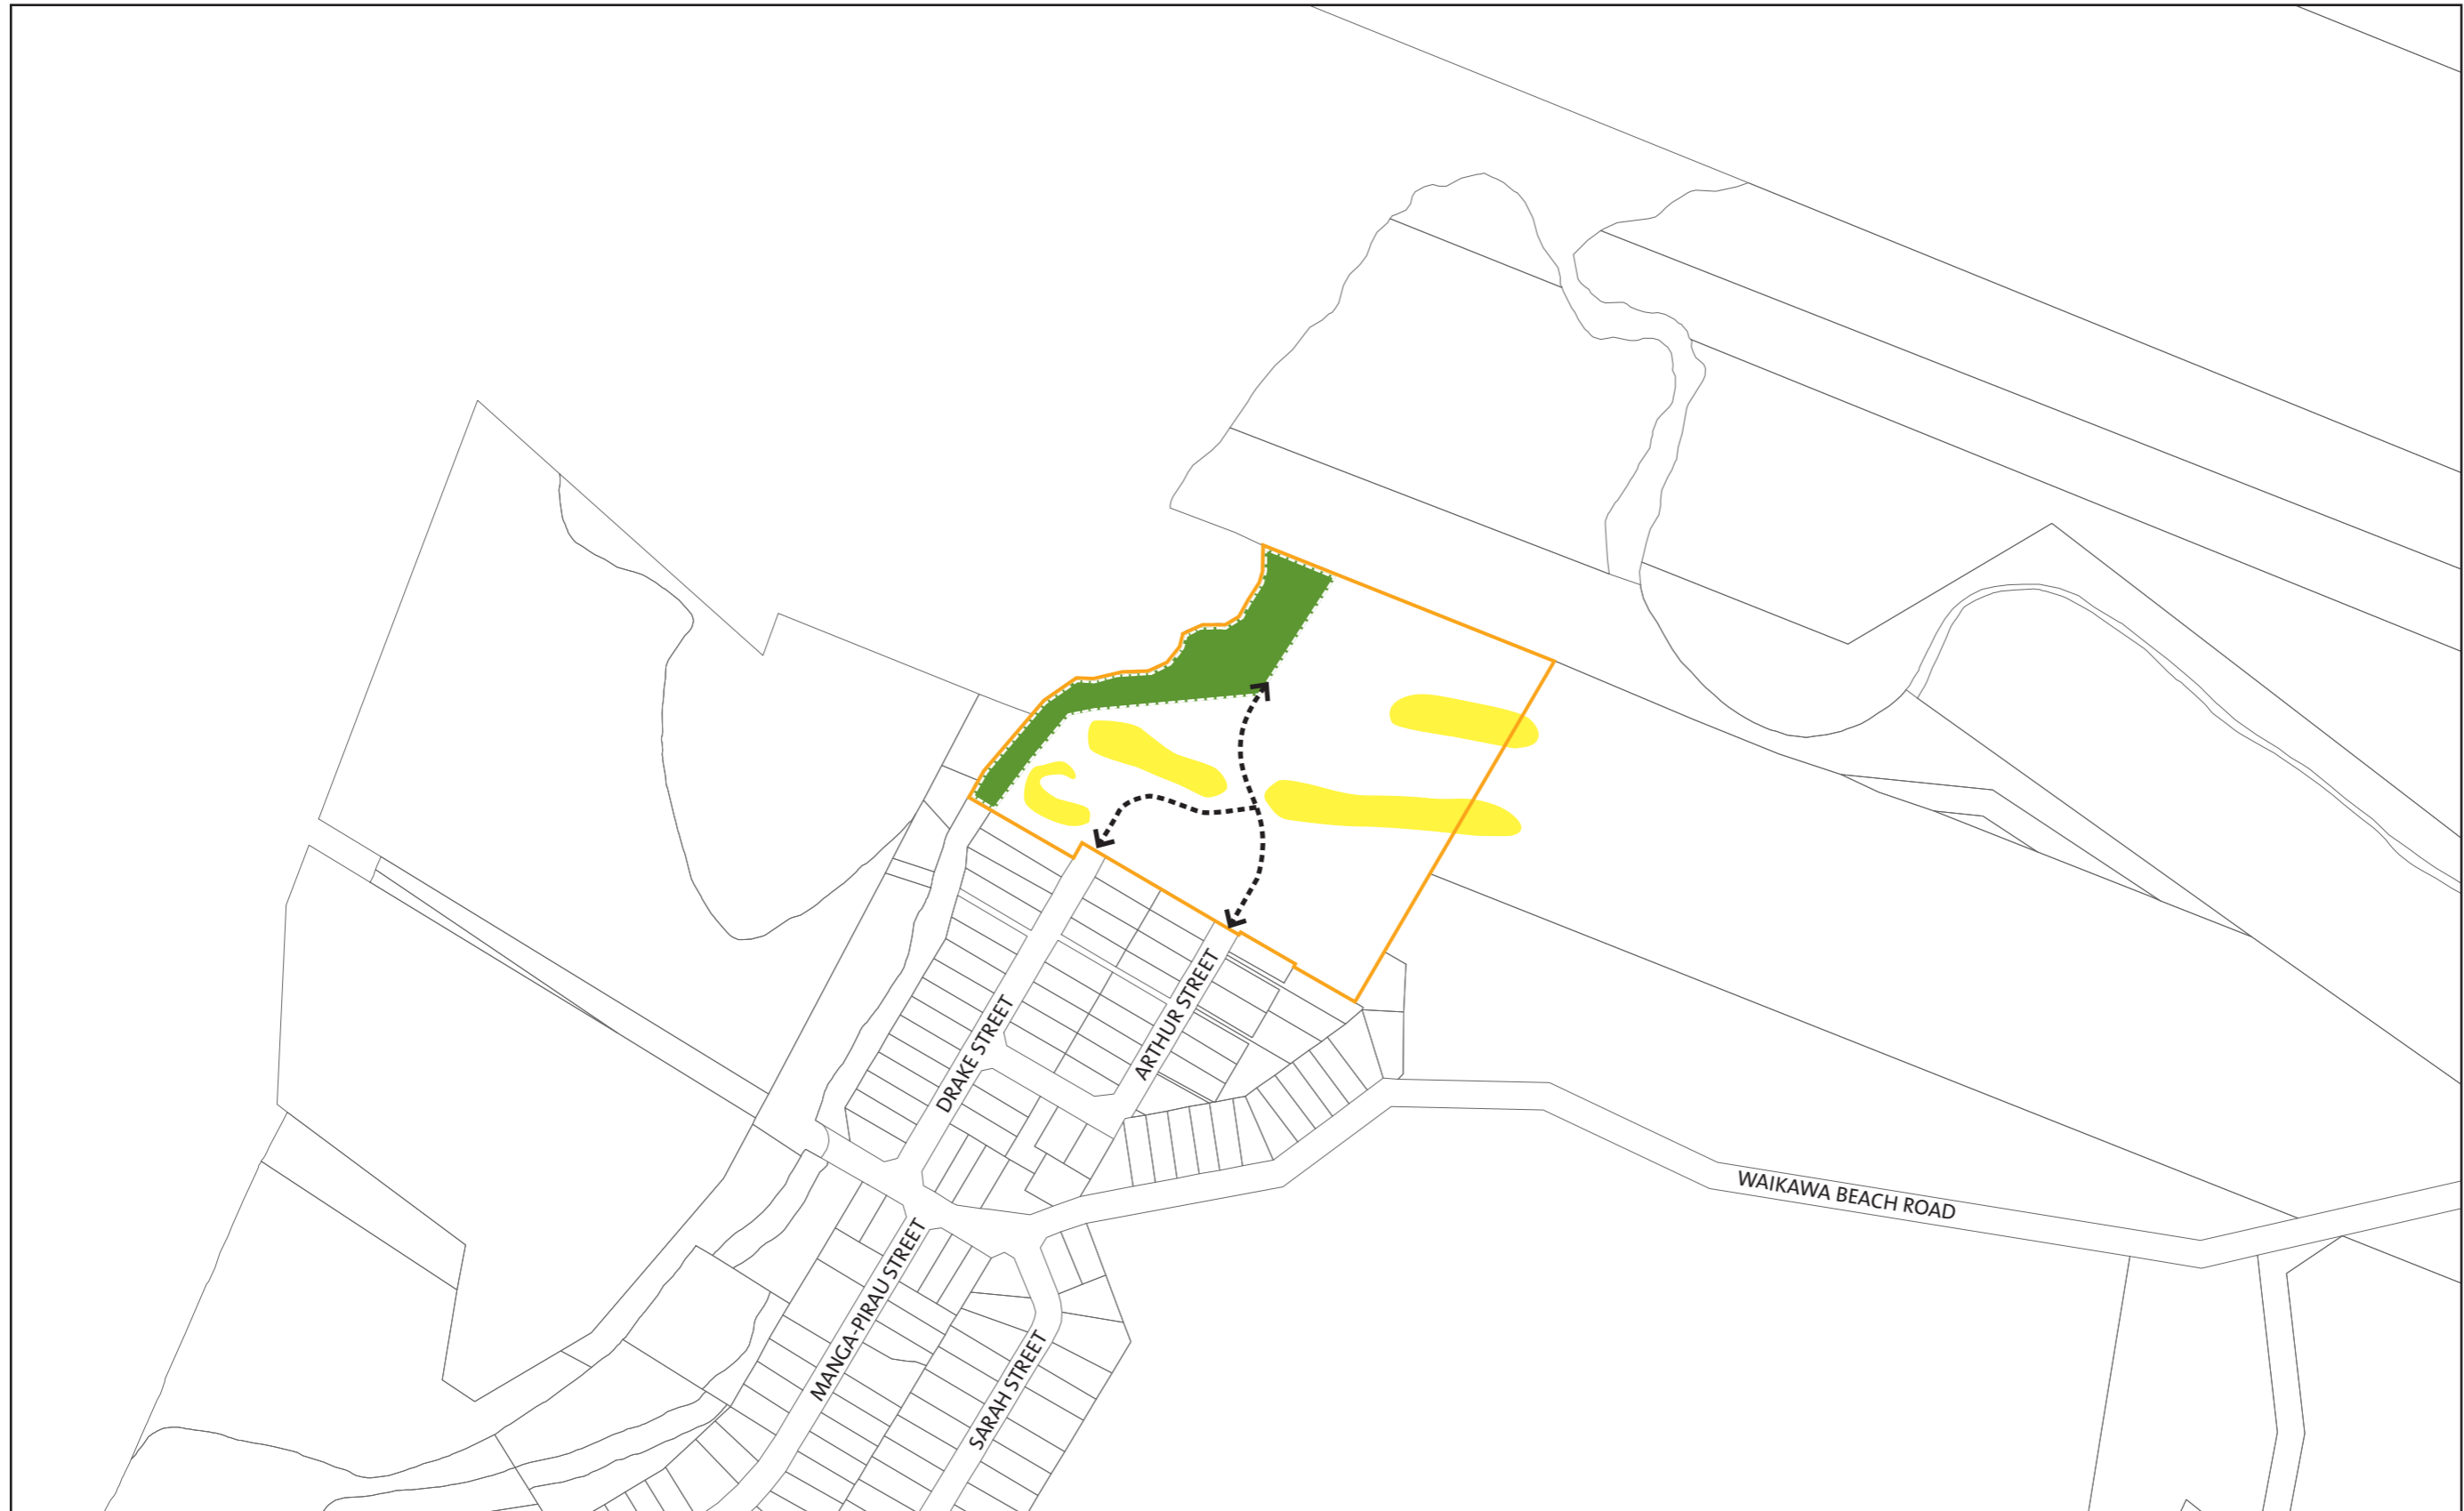 ARTHUR STREET
DRAKE STREET
WAIKAWA BEACH ROAD
MANGA-PIRAU STREET
SARAH STREET